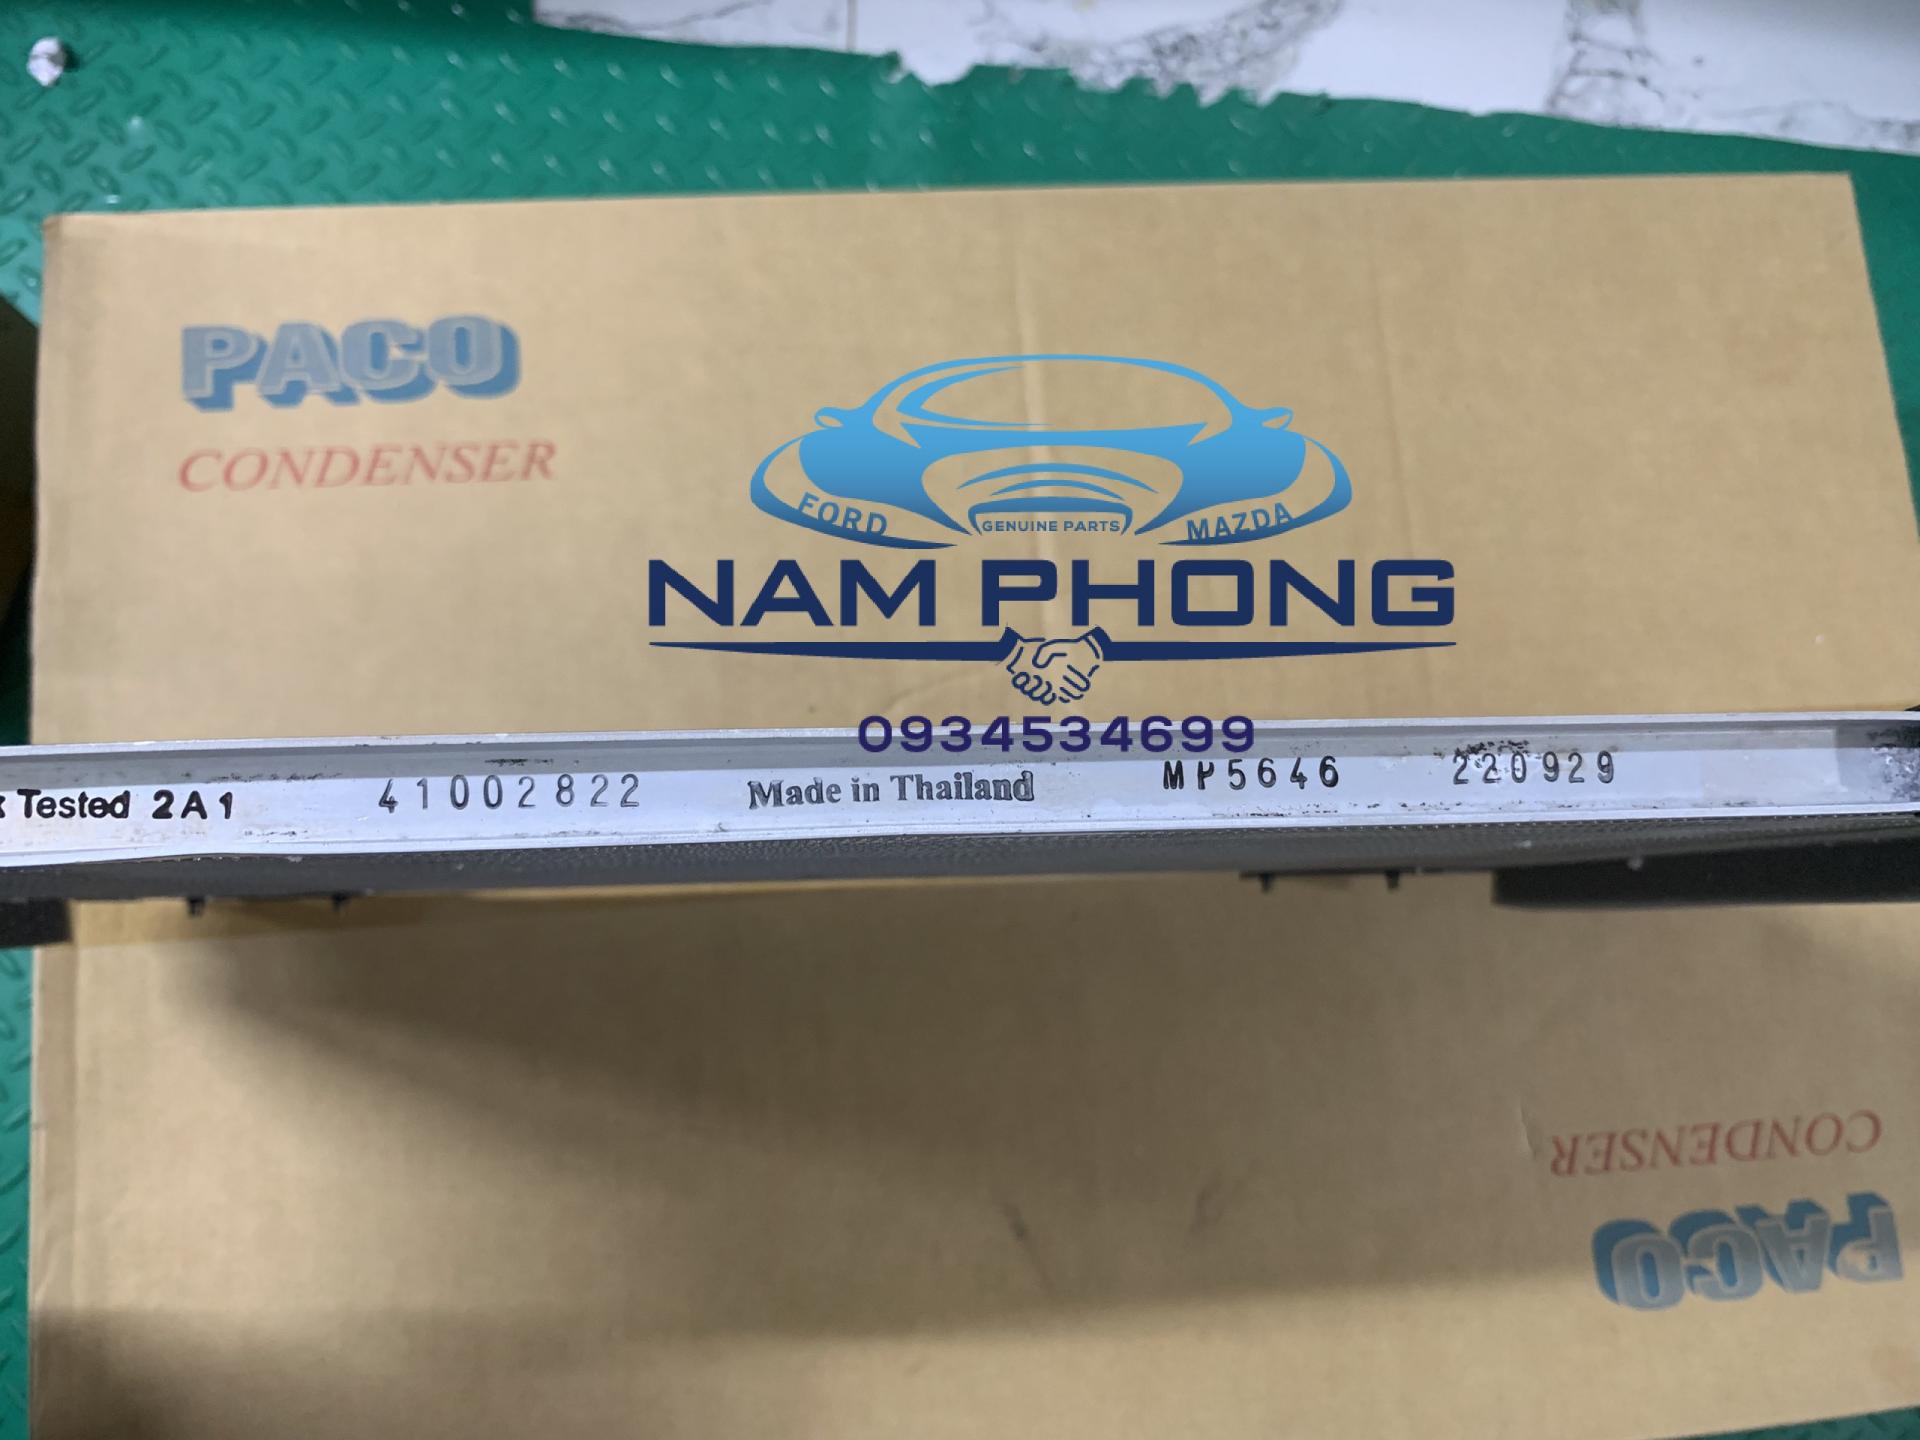 PACO
CONDENSER
FORD
GENUINE PARTS
MAZDA
NAM PHONG
0934534699
Tested 2A1 41002822 Made in Thailand MP5646 220929
CONDENSER
PACO